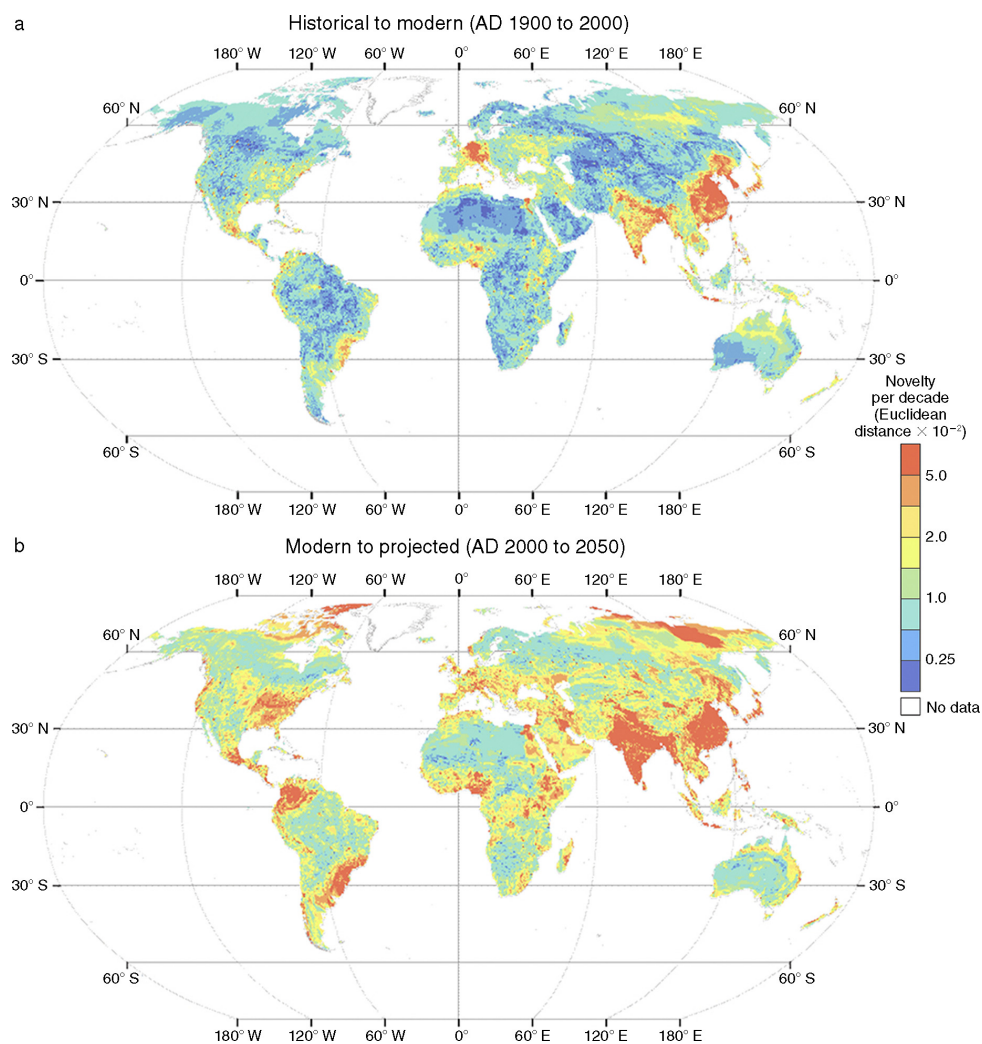 a
Historical to modern (AD 1900 to 2000)
180° W 120° W 60° W 0° 60° E 120° E 180° E
60° N 60° N
30° N 30° N
0° 0°
30° S 30° S
60° S 60° S
180° W 120° W 60° W 0° 60° E 120° E 180° E
Novelty
per decade
(Euclidean
distance × 10⁻²)
5.0
2.0
1.0
0.25
No data
b
Modern to projected (AD 2000 to 2050)
180° W 120° W 60° W 0° 60° E 120° E 180° E
60° N 60° N
30° N 30° N
0° 0°
30° S 30° S
60° S 60° S
180° W 120° W 60° W 0° 60° E 120° E 180° E